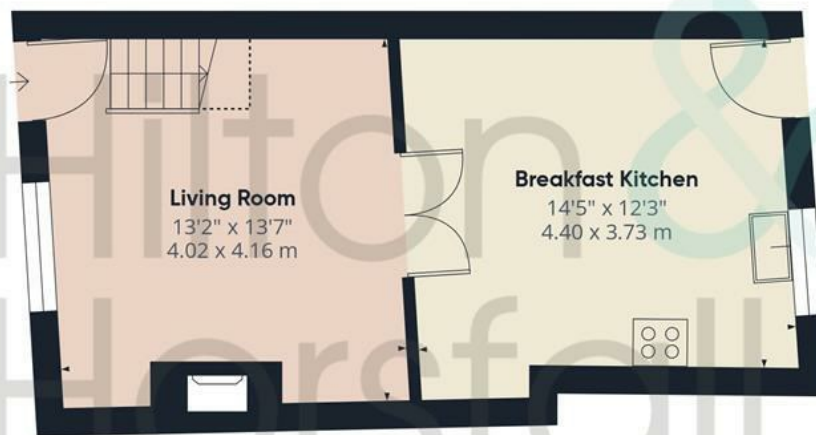 Living Room
13'2" x 13'7"
4.02 x 4.16 m
Breakfast Kitchen
14'5" x 12'3"
4.40 x 3.73 m
Hilton &
Horsfall